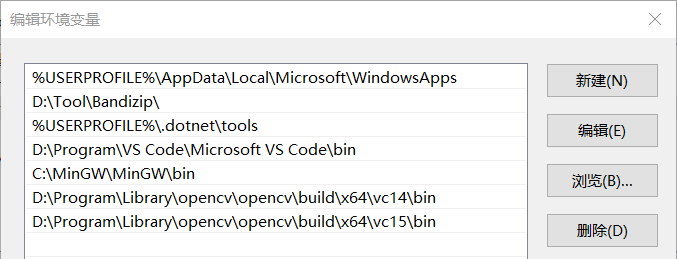 编辑环境变量
%USERPROFILE%\AppData\Local\Microsoft\WindowsApps
D:\Tool\Bandizip\
%USERPROFILE%\.dotnet\tools
D:\Program\VS Code\Microsoft VS Code\bin
C:\MinGW\MinGW\bin
D:\Program\Library\opencv\opencv\build\x64\vc14\bin
D:\Program\Library\opencv\opencv\build\x64\vc15\bin
新建(N)
编辑(E)
浏览(B)...
删除(D)